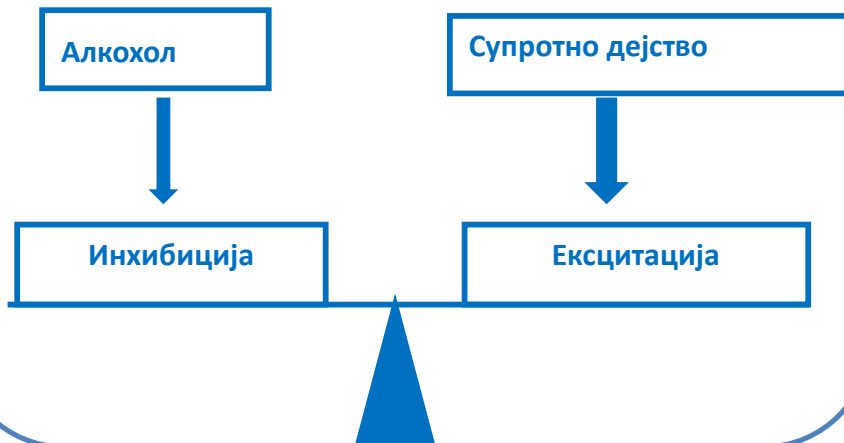 Алкохол
Супротно дејство
Инхибиција
Ексцитација